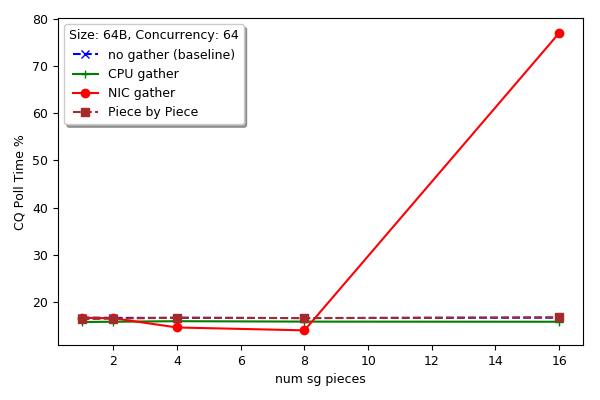 80
70
60
50
40
30
20
CQ Poll Time %
Size: 64B, Concurrency: 64
no gather (baseline)
CPU gather
NIC gather
Piece by Piece
2 4 6 8 10 12 14 16
num sg pieces